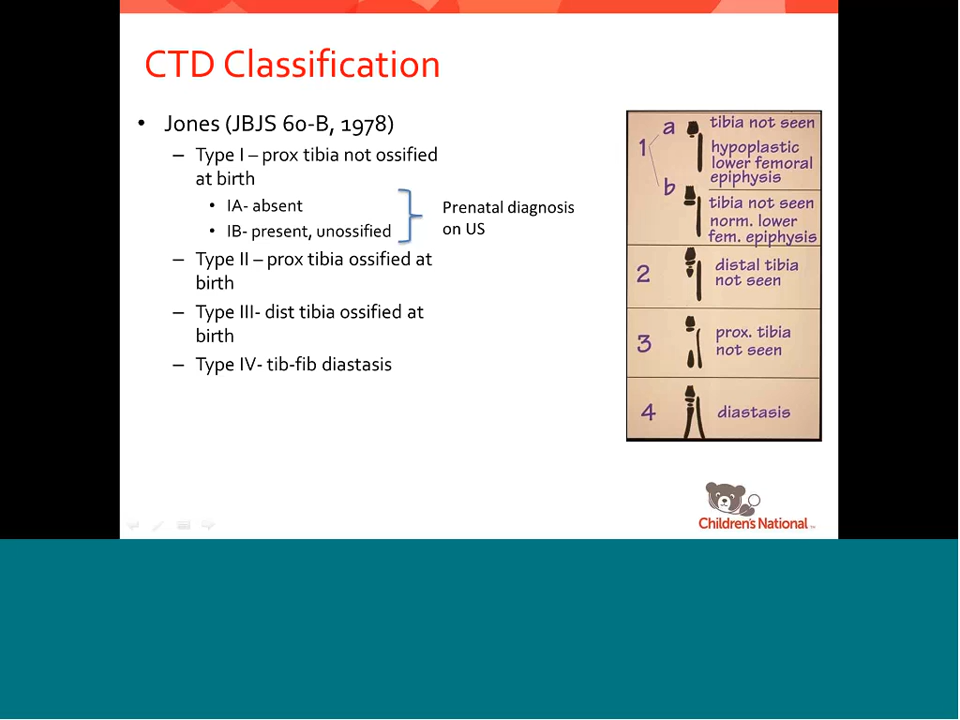 CTD Classification
• Jones (JBJS 60-B, 1978)
– Type I – prox tibia not ossified
at birth
• IA- absent
• IB- present, unossified
Prenatal diagnosis
on US
– Type II – prox tibia ossified at
birth
– Type III- dist tibia ossified at
birth
– Type IV- tib-fib diastasis
1
a
tibia not seen
hypoplastic
lower femoral
epiphysis
b
tibia not seen
norm. lower
fem. epiphysis
2
distal tibia
not seen
3
prox. tibia
not seen
4
diastasis
Children's National ™